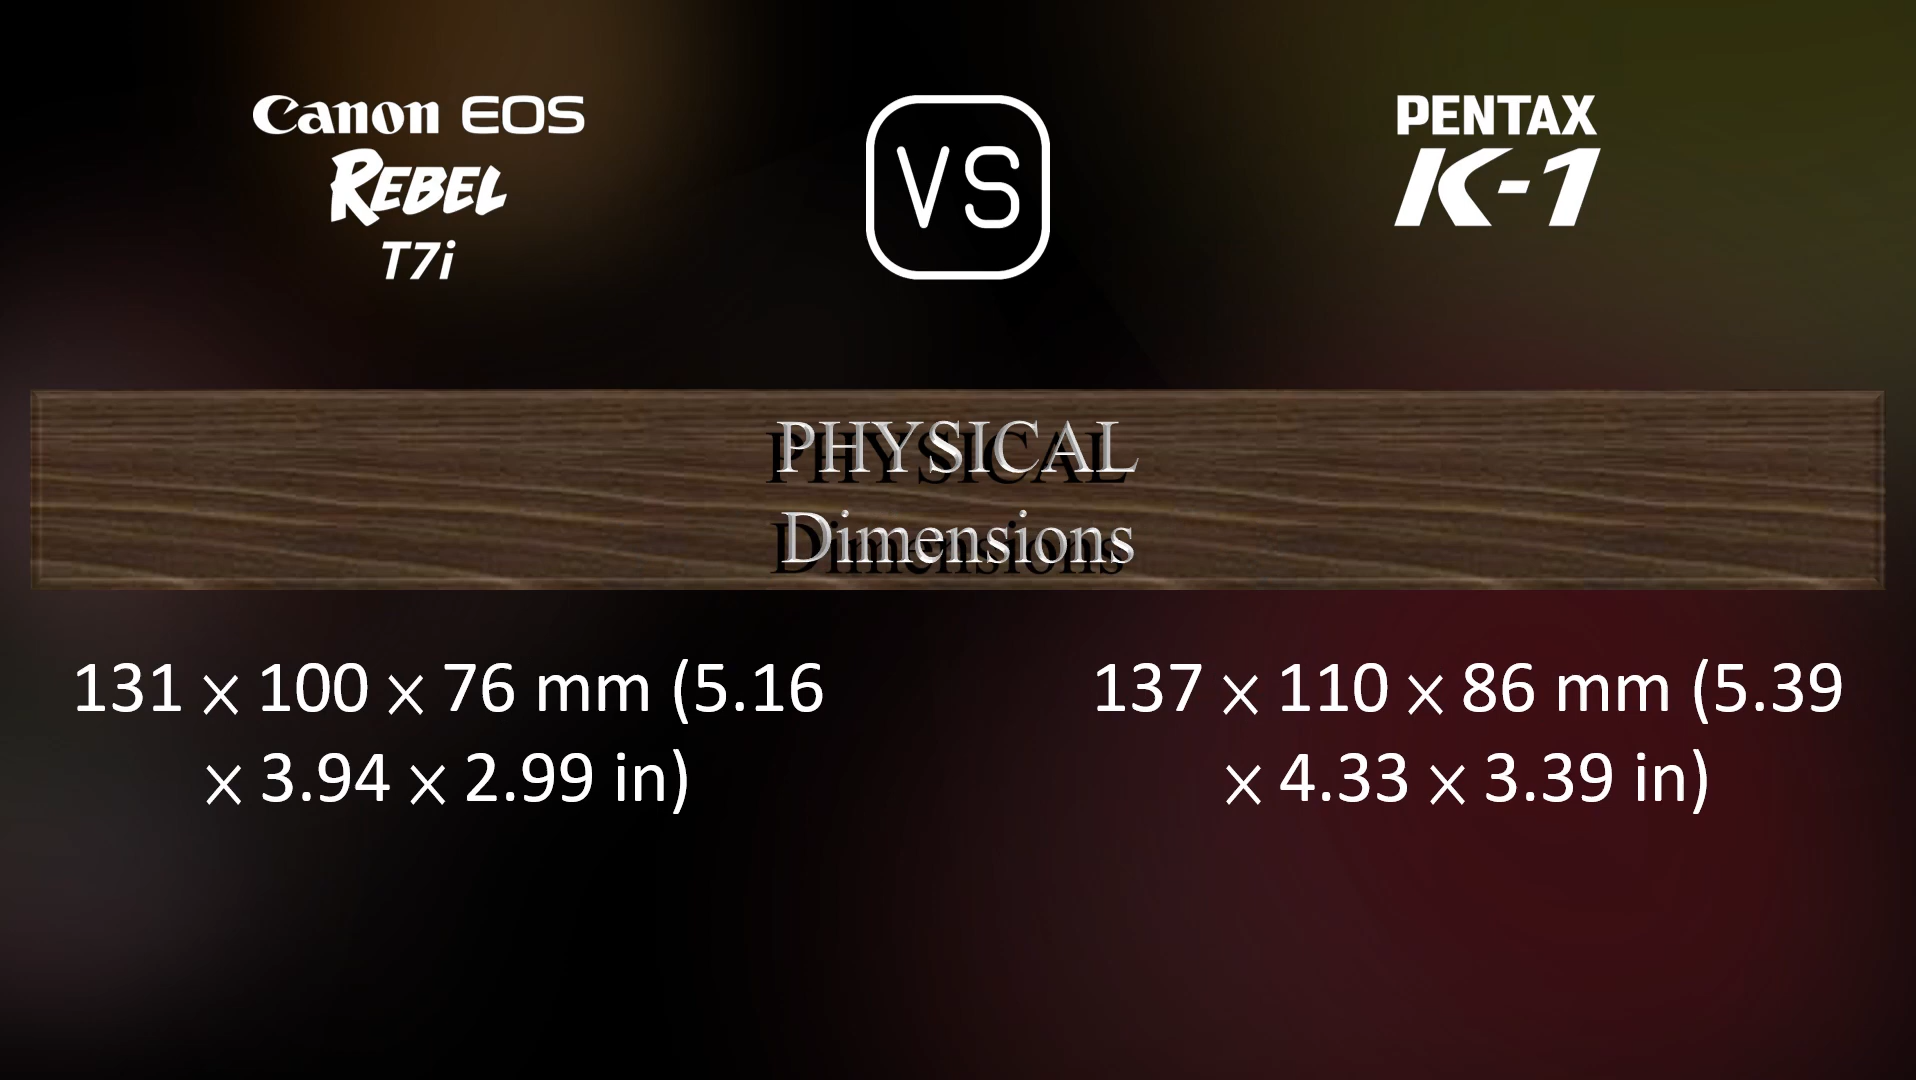 Canon EOS
REBEL
T7i
VS
PENTAX
K-1
PHYSICAL
Dimensions
131 x 100 x 76 mm (5.16
x 3.94 x 2.99 in)
137 x 110 x 86 mm (5.39
x 4.33 x 3.39 in)